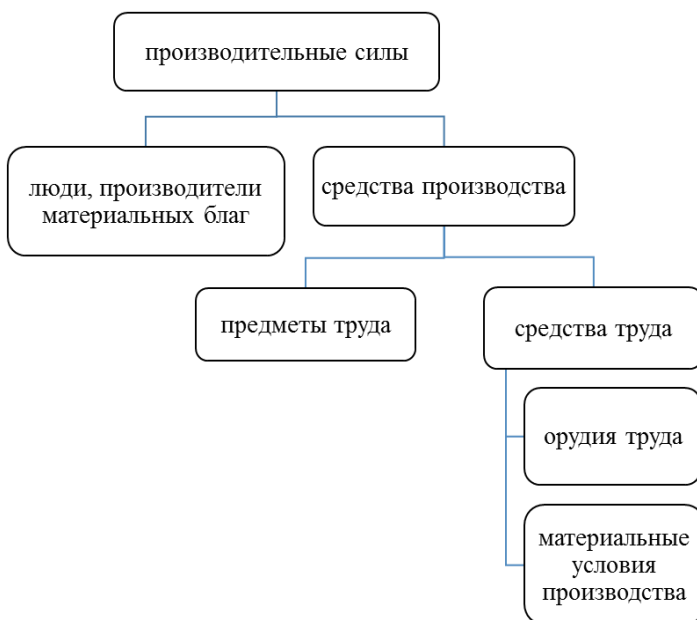 производительные силы
люди, производители
материальных благ
средства производства
предметы труда
средства труда
орудия труда
материальные
условия
производства